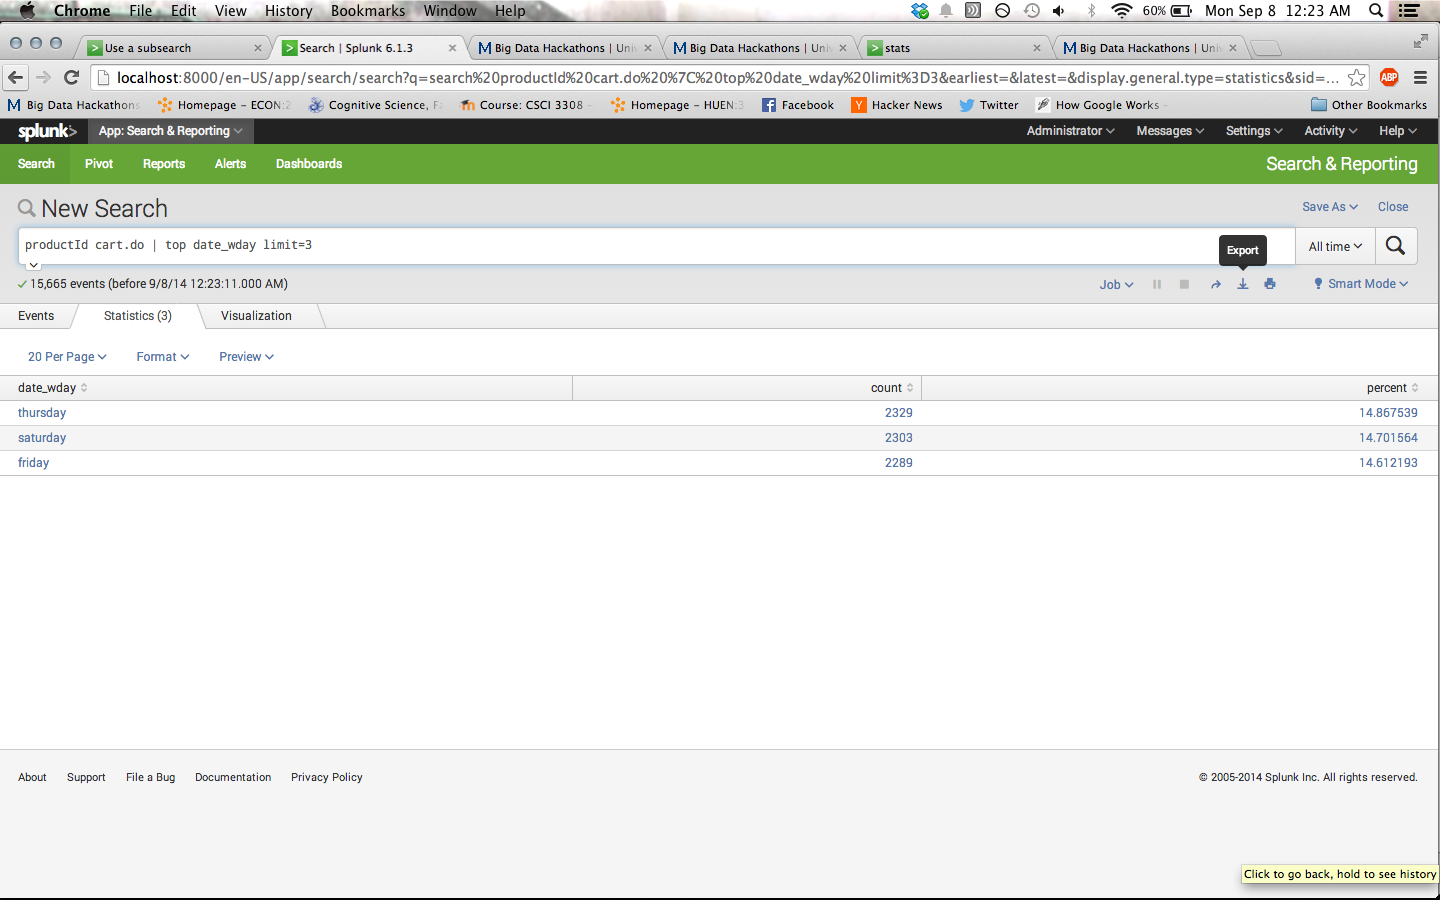 Chrome File Edit View History Bookmarks Window Help 60% Mon Sep 8 12:23 AM
Use a subsearch Search | Splunk 6.1.3 Big Data Hackathons | Univ Big Data Hackathons | Univ stats Big Data Hackathons | Univ
localhost:8000/en-US/app/search/search?q=search%20productId%20cart.do%20%7C%20top%20date_wday%20limit%3D3&earliest=&latest=&display.general.type=statistics&sid=... ABP
Big Data Hackathons Homepage – ECON:2 Cognitive Science, Fa Course: CSCI 3308 – Homepage – HUEN:3 Facebook Hacker News Twitter How Google Works – Other Bookmarks
splunk> App: Search & Reporting Administrator Messages Settings Activity Help
Search Pivot Reports Alerts Dashboards Search & Reporting
New Search Save As Close
productId cart.do | top date_wday limit=3 All time
Export
15,665 events (before 9/8/14 12:23:11.000 AM) Job Smart Mode
Events Statistics (3) Visualization
20 Per Page Format Preview
date_wday count percent
thursday 2329 14.867539
saturday 2303 14.701564
friday 2289 14.612193
About Support File a Bug Documentation Privacy Policy © 2005-2014 Splunk Inc. All rights reserved.
Click to go back, hold to see history